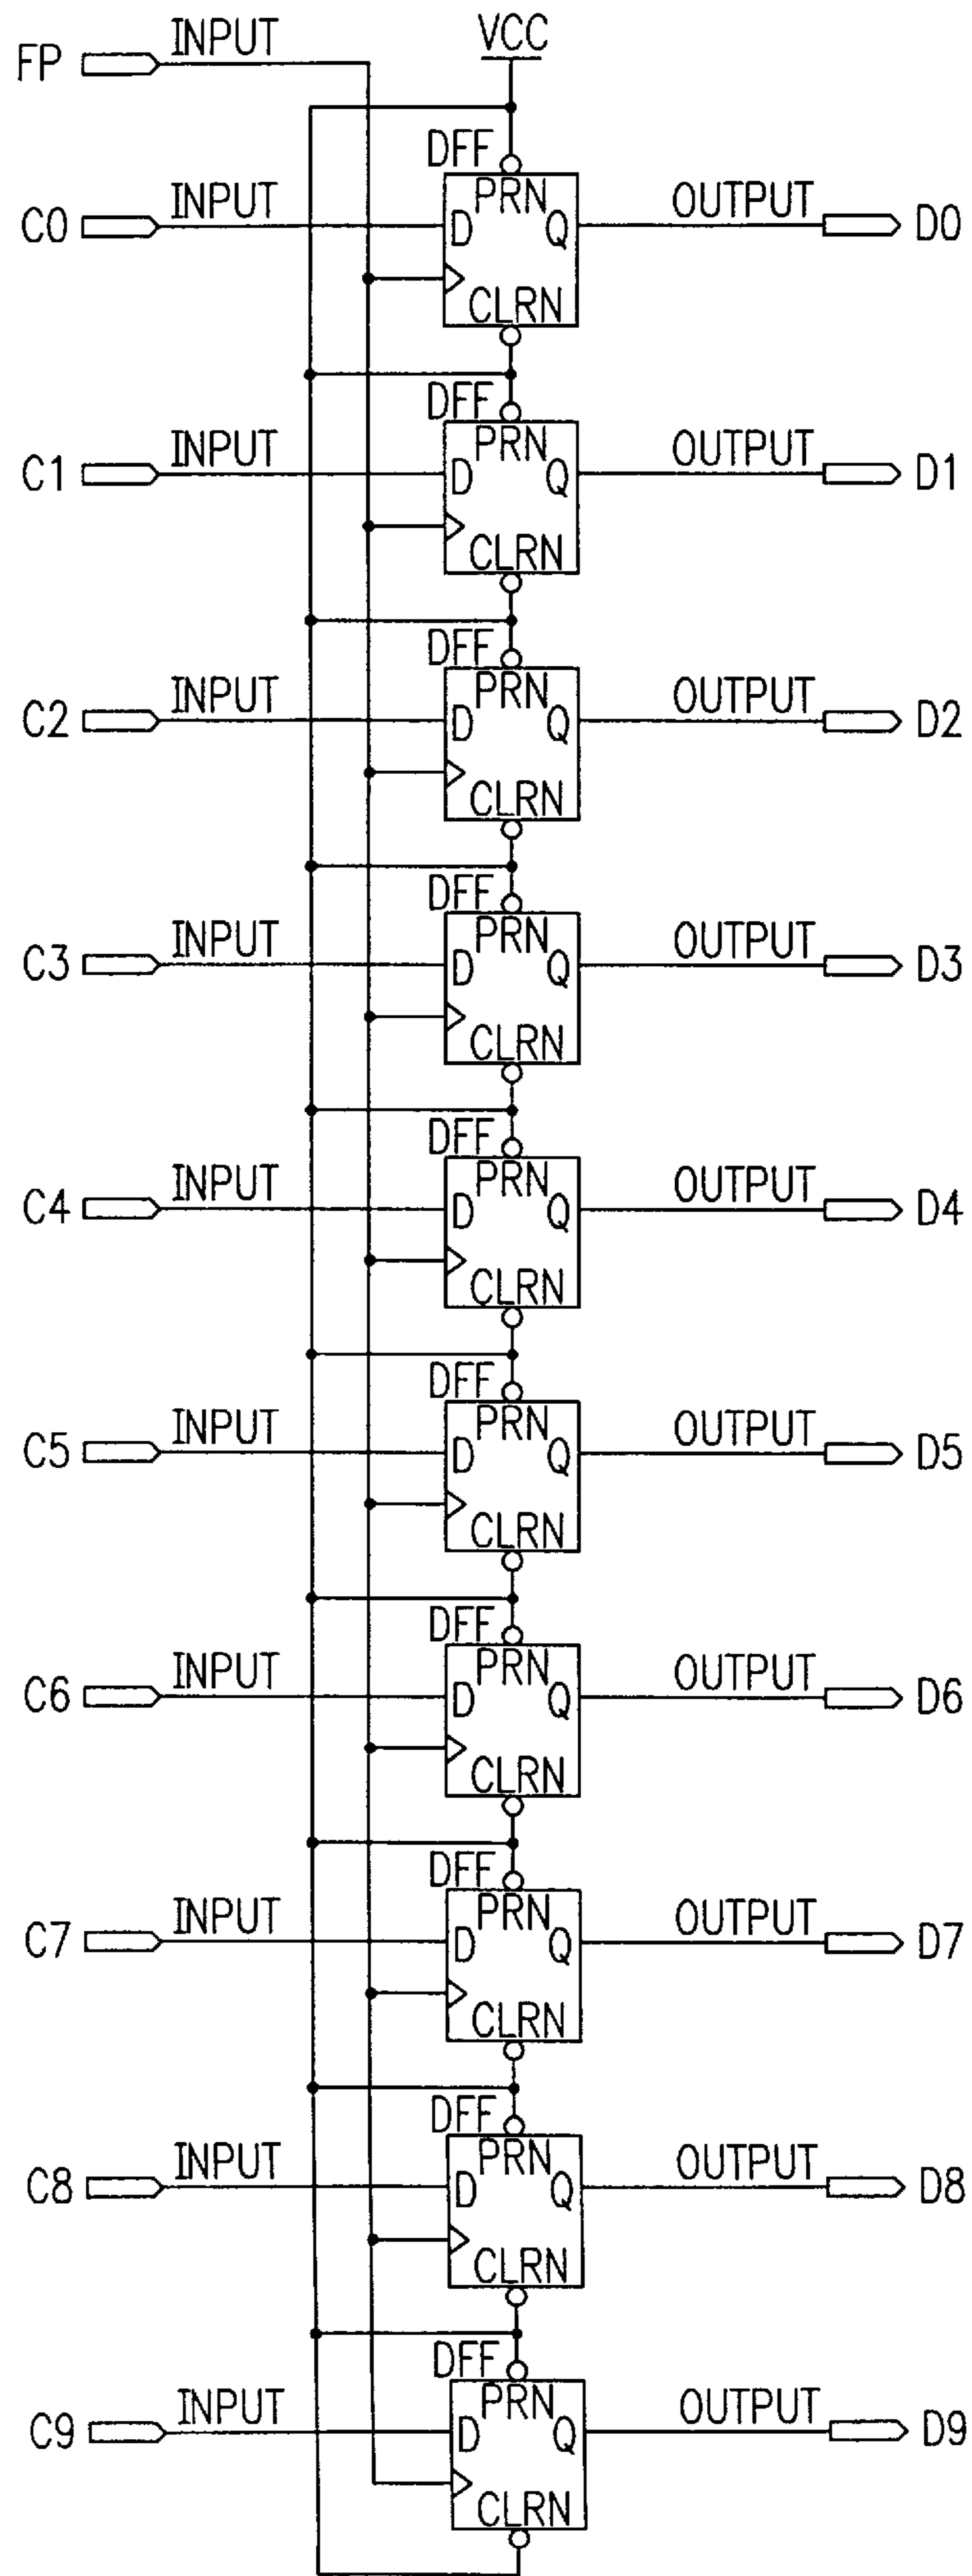 FP INPUT VCC
DFF
C0 INPUT D PRN Q OUTPUT D0
CLRN
DFF
C1 INPUT D PRN Q OUTPUT D1
CLRN
DFF
C2 INPUT D PRN Q OUTPUT D2
CLRN
DFF
C3 INPUT D PRN Q OUTPUT D3
CLRN
DFF
C4 INPUT D PRN Q OUTPUT D4
CLRN
DFF
C5 INPUT D PRN Q OUTPUT D5
CLRN
DFF
C6 INPUT D PRN Q OUTPUT D6
CLRN
DFF
C7 INPUT D PRN Q OUTPUT D7
CLRN
DFF
C8 INPUT D PRN Q OUTPUT D8
CLRN
DFF
C9 INPUT D PRN Q OUTPUT D9
CLRN